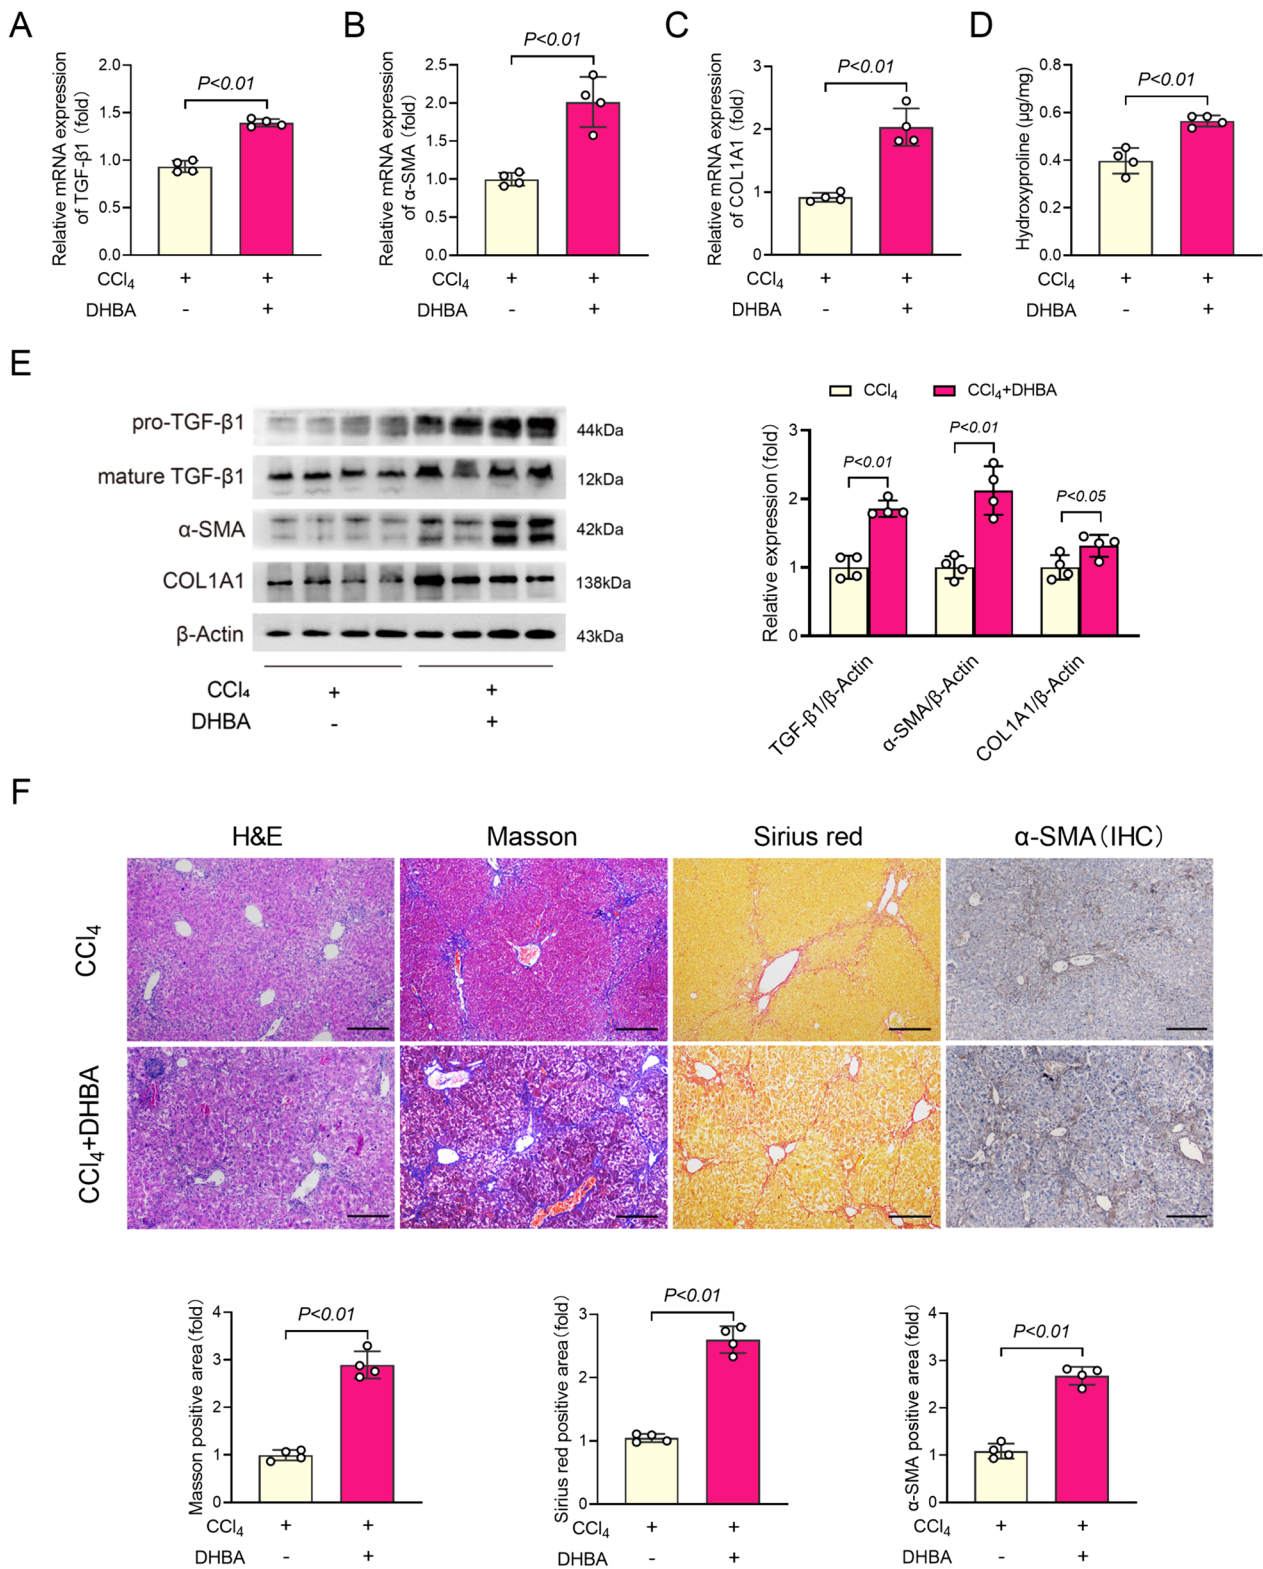 A
Relative mRNA expression
of TGF-β1 (fold)
2.0
1.5
1.0
0.5
0.0
P<0.01
CCl₄ + +
DHBA - +
B
Relative mRNA expression
of α-SMA (fold)
2.5
2.0
1.5
1.0
0.5
0.0
P<0.01
CCl₄ + +
DHBA - +
C
Relative mRNA expression
of COL1A1 (fold)
3
2
1
0
P<0.01
CCl₄ + +
DHBA - +
D
Hydroxyproline (μg/mg)
0.8
0.6
0.4
0.2
0.0
P<0.01
CCl₄ + +
DHBA - +
E
pro-TGF-β1 44kDa
mature TGF-β1 12kDa
α-SMA 42kDa
COL1A1 138kDa
β-Actin 43kDa
CCl₄ + +
DHBA - +
CCl₄ CCl₄+DHBA
Relative expression (fold)
3
2
1
0
P<0.01
P<0.01
P<0.05
TGF-β1/β-Actin
α-SMA/β-Actin
COL1A1/β-Actin
F
H&E Masson Sirius red α-SMA (IHC)
CCl₄
CCl₄+DHBA
Masson positive area (fold)
4
3
2
1
0
P<0.01
CCl₄ + +
DHBA - +
Sirius red positive area (fold)
3
2
1
0
P<0.01
CCl₄ + +
DHBA - +
α-SMA positive area (fold)
4
3
2
1
0
P<0.01
CCl₄ + +
DHBA - +